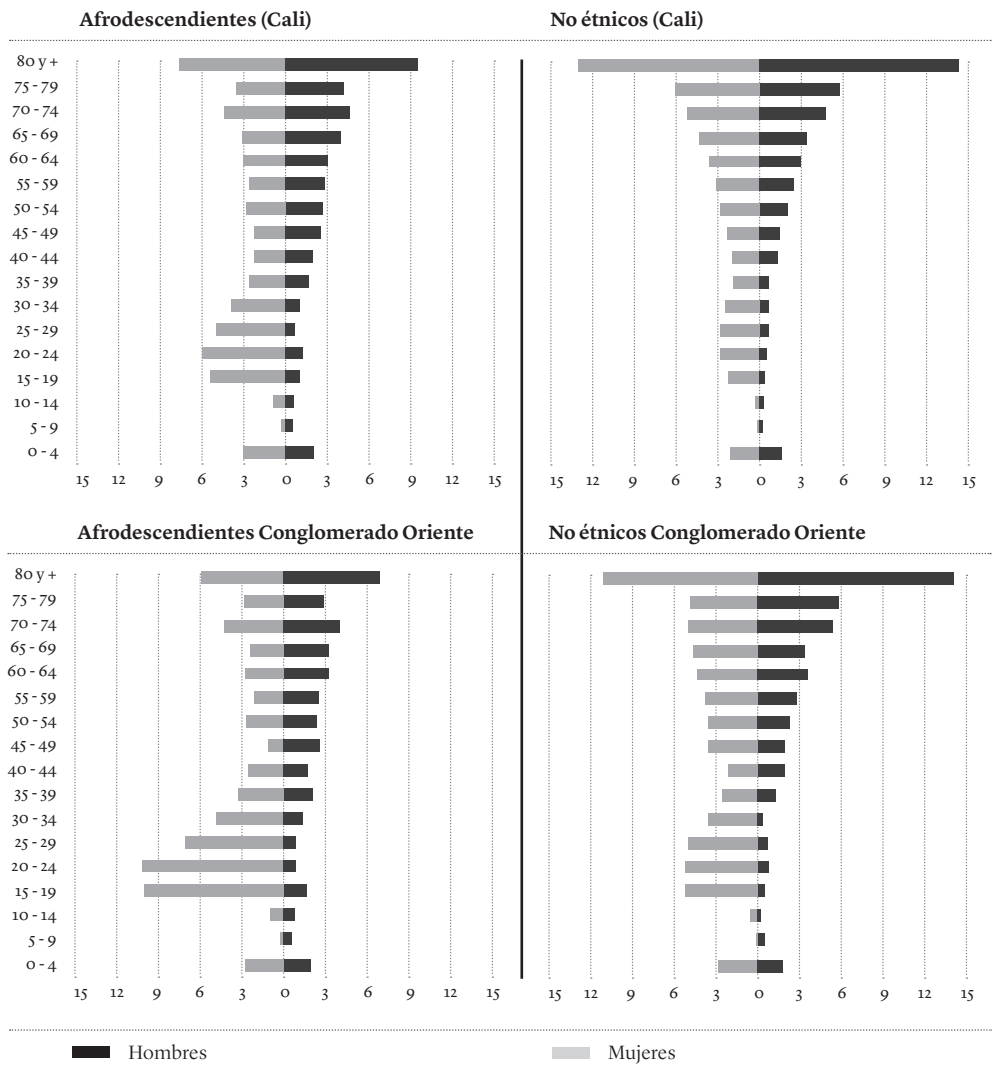 Afrodescendientes (Cali)
No étnicos (Cali)
80 y +
75 - 79
70 - 74
65 - 69
60 - 64
55 - 59
50 - 54
45 - 49
40 - 44
35 - 39
30 - 34
25 - 29
20 - 24
15 - 19
10 - 14
5 - 9
0 - 4
15 12 9 6 3 0 3 6 9 12 15
15 12 9 6 3 0 3 6 9 12 15
Afrodescendientes Conglomerado Oriente
No étnicos Conglomerado Oriente
80 y +
75 - 79
70 - 74
65 - 69
60 - 64
55 - 59
50 - 54
45 - 49
40 - 44
35 - 39
30 - 34
25 - 29
20 - 24
15 - 19
10 - 14
5 - 9
0 - 4
15 12 9 6 3 0 3 6 9 12 15
15 12 9 6 3 0 3 6 9 12 15
Hombres
Mujeres